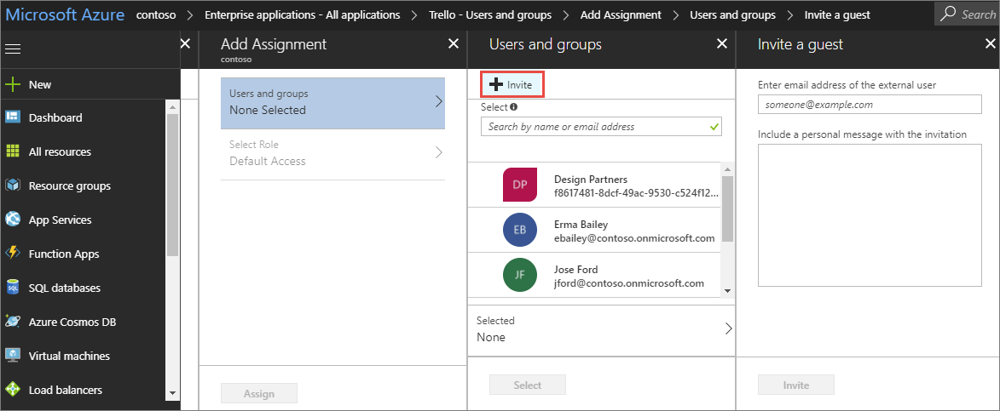 Microsoft Azure contoso Enterprise applications - All applications Trello - Users and groups Add Assignment Users and groups Invite a guest Search
New
Dashboard
All resources
Resource groups
App Services
Function Apps
SQL databases
Azure Cosmos DB
Virtual machines
Load balancers
Add Assignment
contoso
Users and groups
None Selected
Select Role
Default Access
Assign
Users and groups
Invite
Select
Search by name or email address
DP
Design Partners
f8617481-8dcf-49ac-9530-c524f12...
EB
Erma Bailey
ebailey@contoso.onmicrosoft.com
JF
Jose Ford
jford@contoso.onmicrosoft.com
Selected
None
Select
Invite a guest
Enter email address of the external user
someone@example.com
Include a personal message with the invitation
Invite